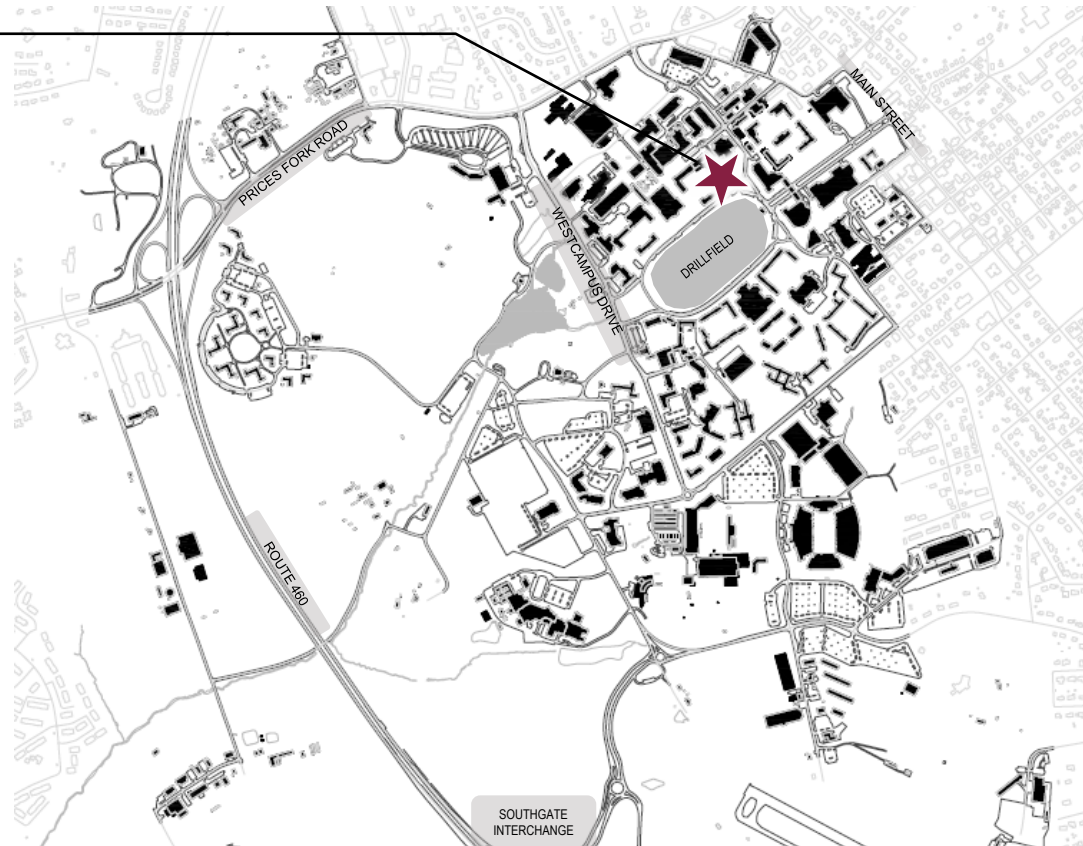 MAIN STREET
PRICES FORK ROAD
WESTCAMPUS DRIVE
DRILLFIELD
ROUTE 460
SOUTHGATE
INTERCHANGE